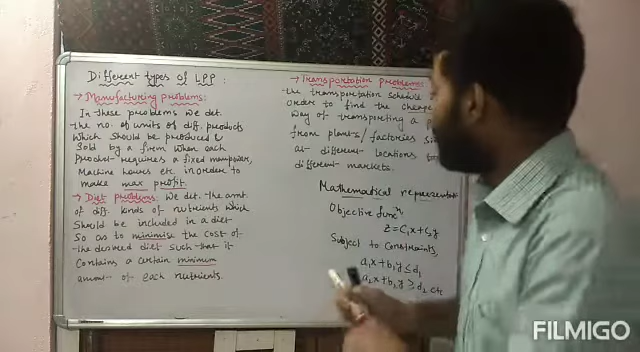 Different types of LPP :
→ Manufacturing problems:
In these problems we det.
the no. of units of diff. products
which should be produced &
sold by a firm when each
product requires a fixed manpower,
Machine hours etc. in order to
make max profit.
→ Diet problems: We det. the amt.
of diff. kinds of nutrients which
should be included in a diet
so as to minimise the cost of
the desired diet such that it
contains a certain minimum
amount of each nutrients.
→ Transportation problems:
the transportation schedule
order to find the
way of transporting a
from plants/factories
at different locations
different markets.
Mathematical
Objective funcⁿ,
Z = C₁x + C₂y
Subject to Constraints,
a₁x + b₁y ≤ d₁
a₂x + b₂y ≥ d₂ etc
FILMIGO